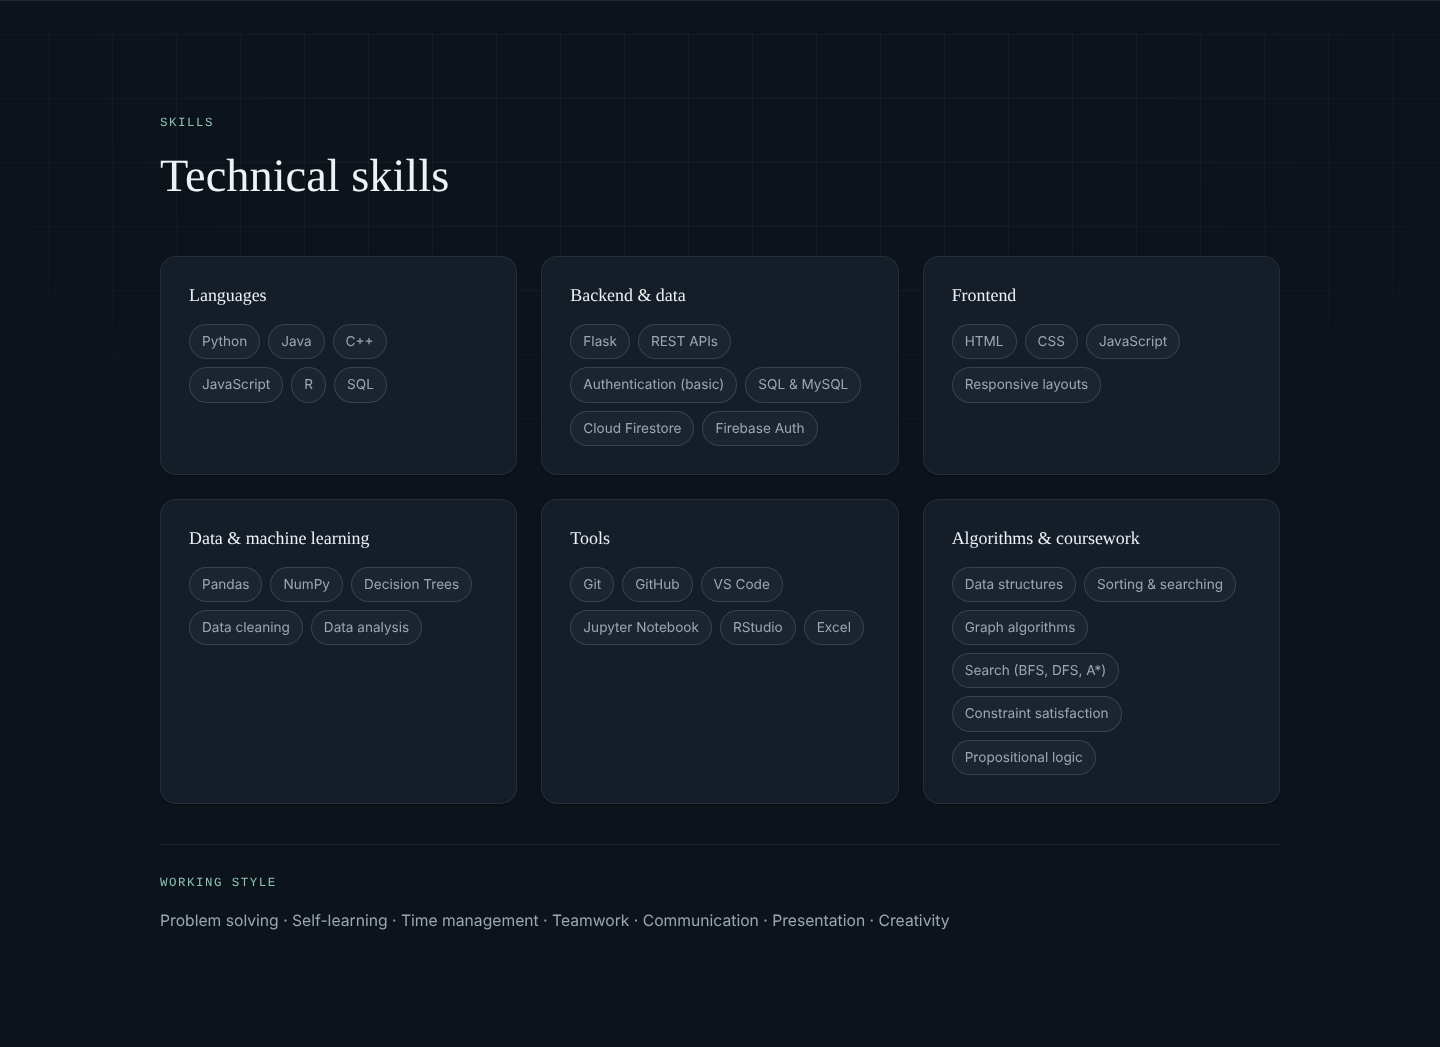 SKILLS
Technical skills
Languages
Python Java C++
JavaScript R SQL
Backend & data
Flask REST APIs
Authentication (basic) SQL & MySQL
Cloud Firestore Firebase Auth
Frontend
HTML CSS JavaScript
Responsive layouts
Data & machine learning
Pandas NumPy Decision Trees
Data cleaning Data analysis
Tools
Git GitHub VS Code
Jupyter Notebook RStudio Excel
Algorithms & coursework
Data structures Sorting & searching
Graph algorithms
Search (BFS, DFS, A*)
Constraint satisfaction
Propositional logic
WORKING STYLE
Problem solving · Self-learning · Time management · Teamwork · Communication · Presentation · Creativity